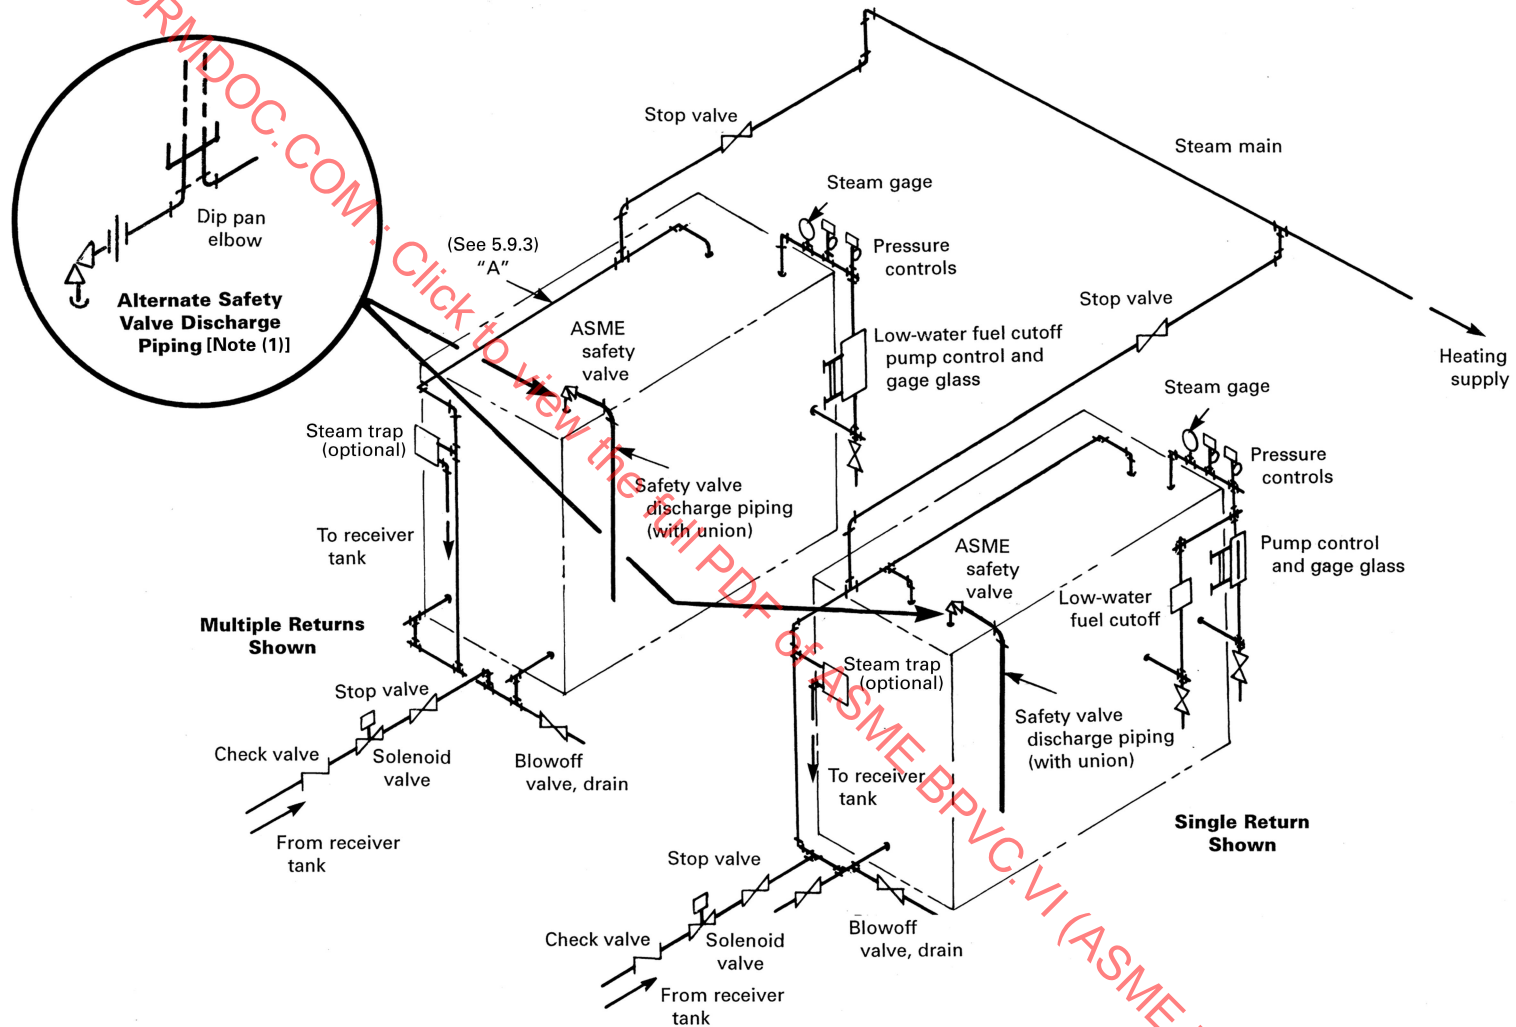 RMDOC.COM : Click to view the full PDF of ASME BPVC.VI (ASME
Stop valve
Steam main
Steam gage
Pressure
controls
Dip pan
elbow
(See 5.9.3)
"A"
Alternate Safety
Valve Discharge
Piping [Note (1)]
ASME
safety
valve
Low-water fuel cutoff
pump control and
gage glass
Stop valve
Heating
supply
Steam gage
Steam trap
(optional)
Pressure
controls
Safety valve
discharge piping
(with union)
To receiver
tank
ASME
safety
valve
Pump control
and gage glass
Low-water
fuel cutoff
Multiple Returns
Shown
Steam trap
(optional)
Stop valve
Safety valve
discharge piping
(with union)
Check valve
Solenoid
valve
Blowoff
valve, drain
To receiver
tank
From receiver
tank
Single Return
Shown
Stop valve
Check valve
Solenoid
valve
Blowoff
valve, drain
From receiver
tank